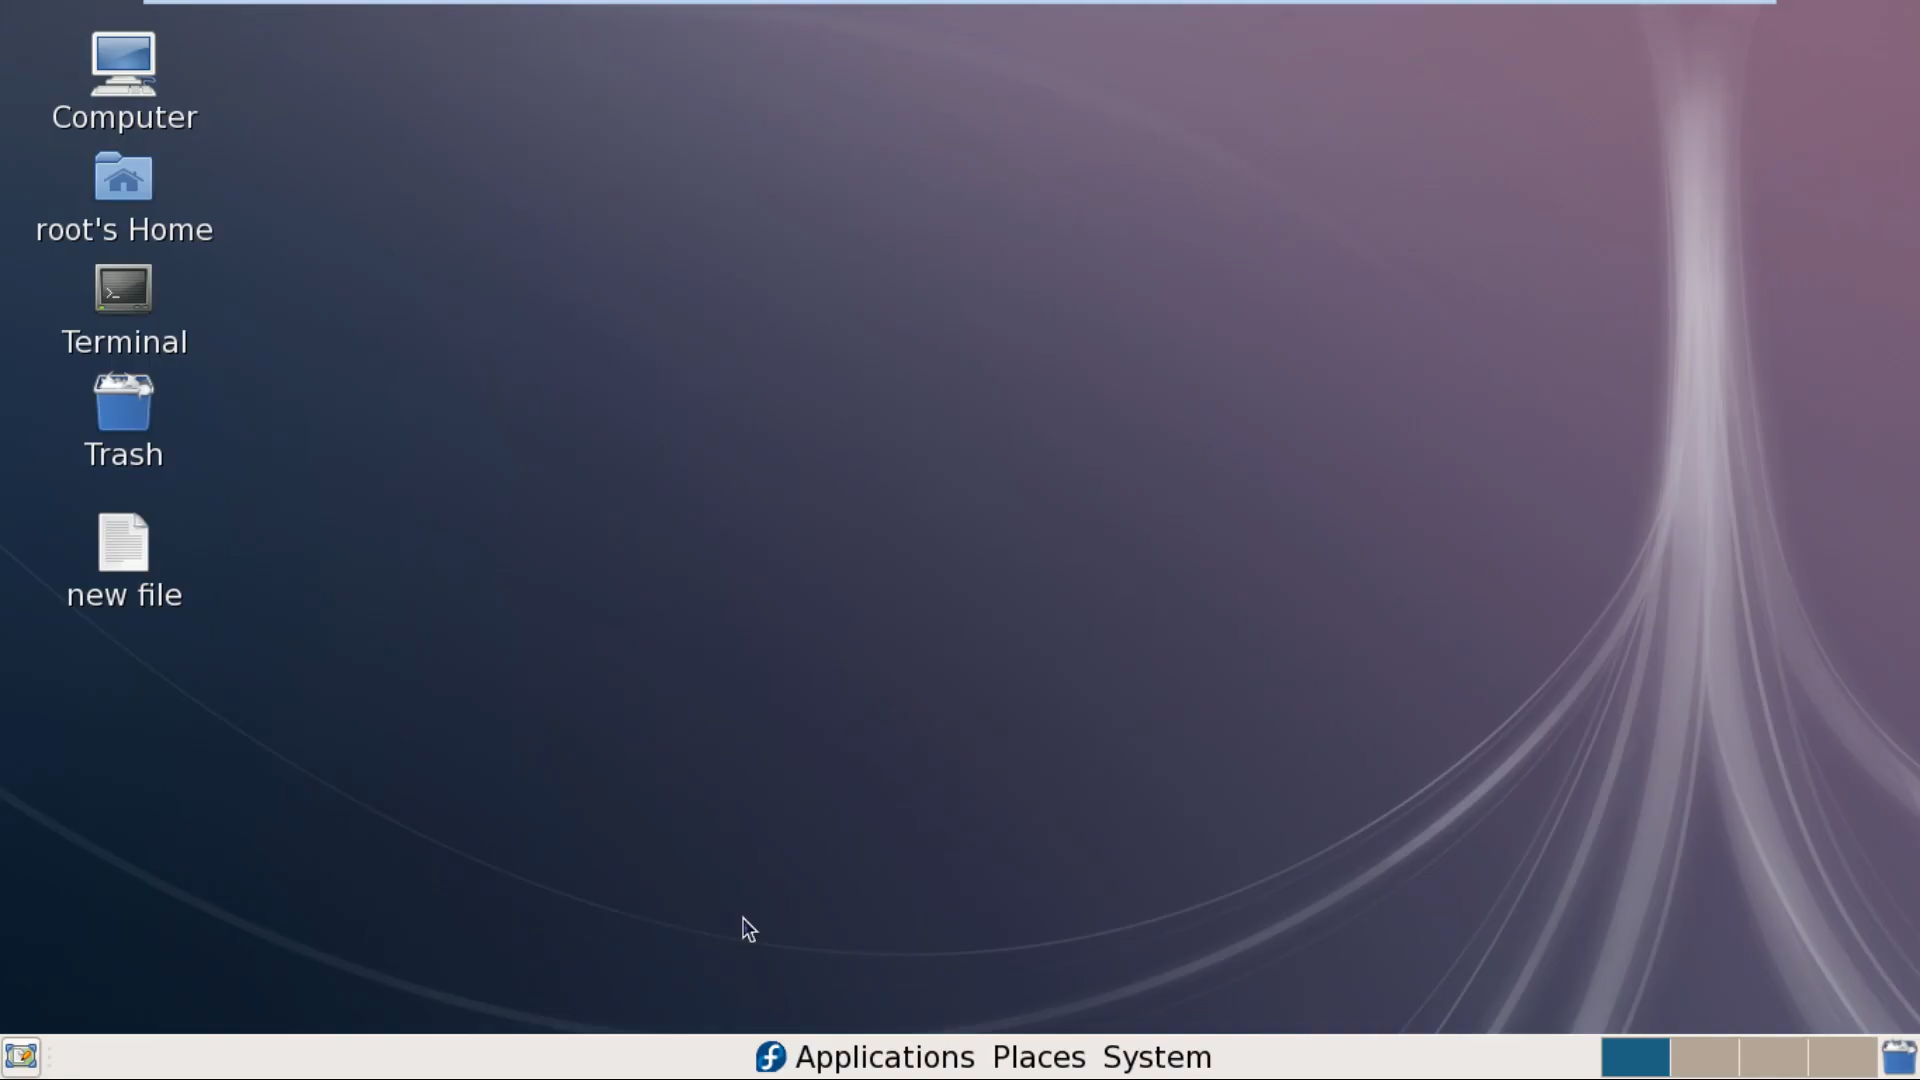 Computer
root's Home
Terminal
Trash
new file
Applications Places System